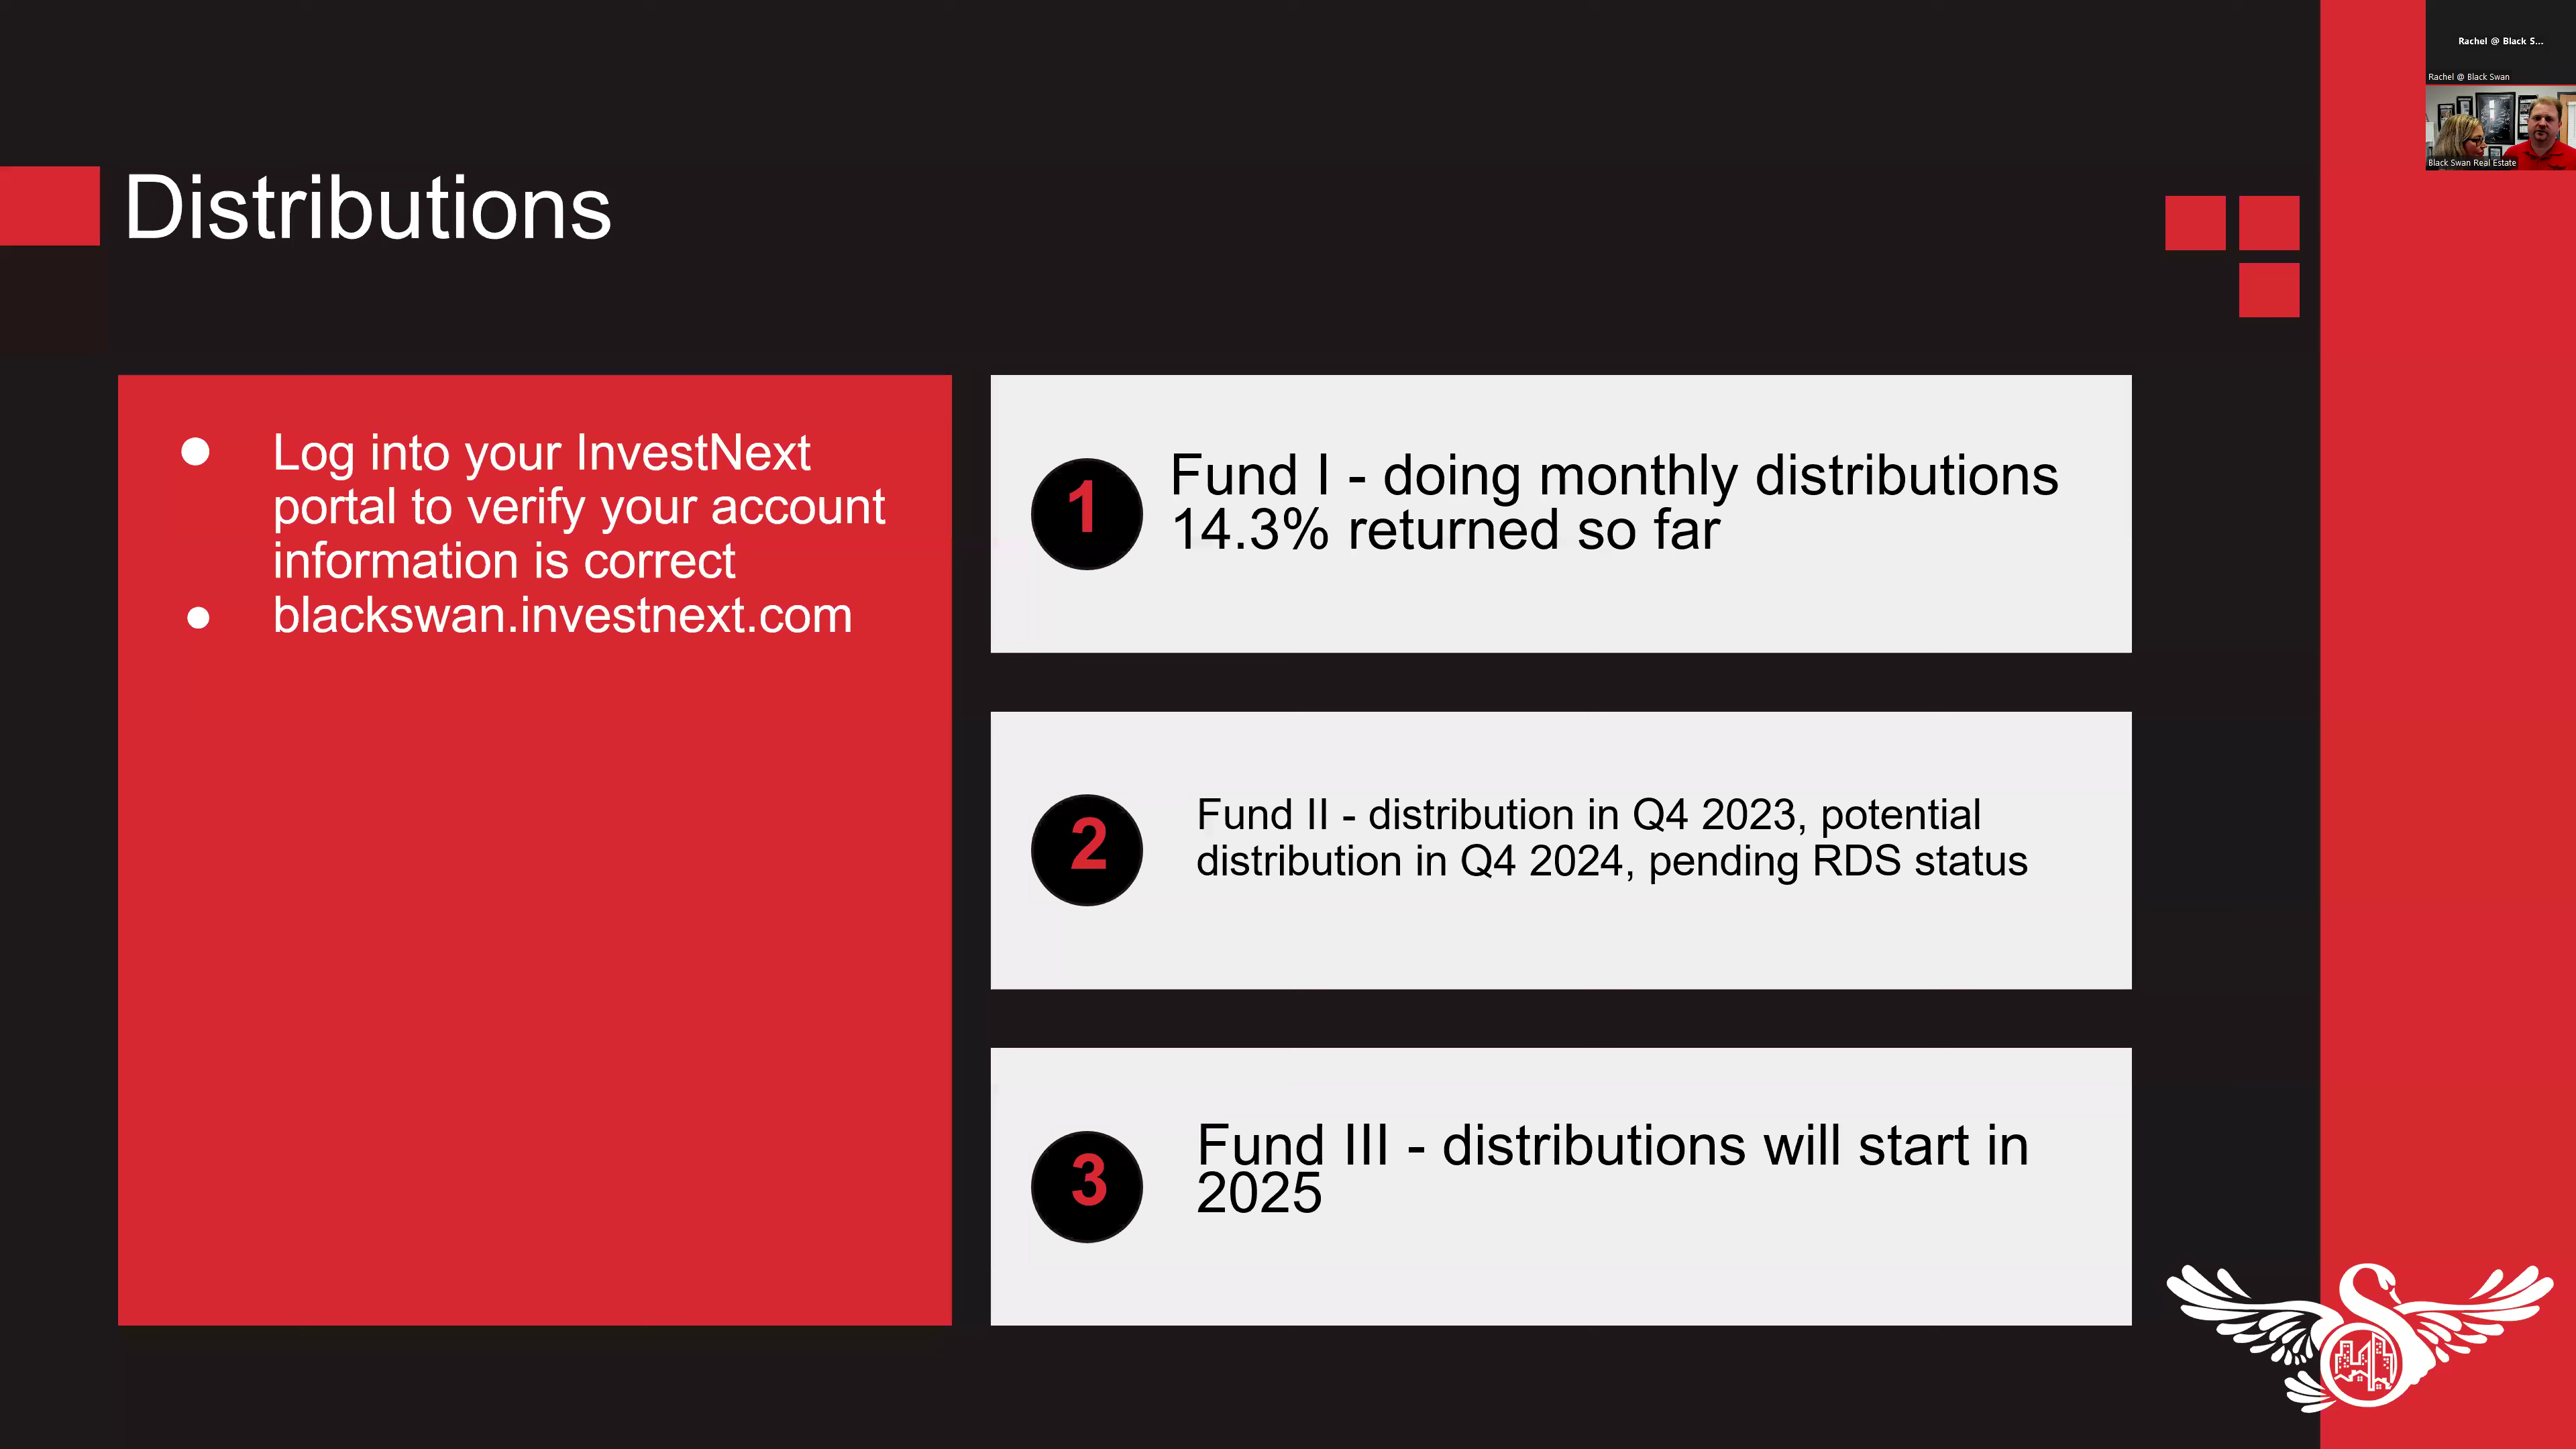 Rachel @ Black S...
Rachel @ Black Swan
Black Swan Real Estate
Distributions
Log into your InvestNext
portal to verify your account
information is correct
blackswan.investnext.com
1
Fund I - doing monthly distributions
14.3% returned so far
2
Fund II - distribution in Q4 2023, potential
distribution in Q4 2024, pending RDS status
3
Fund III - distributions will start in
2025